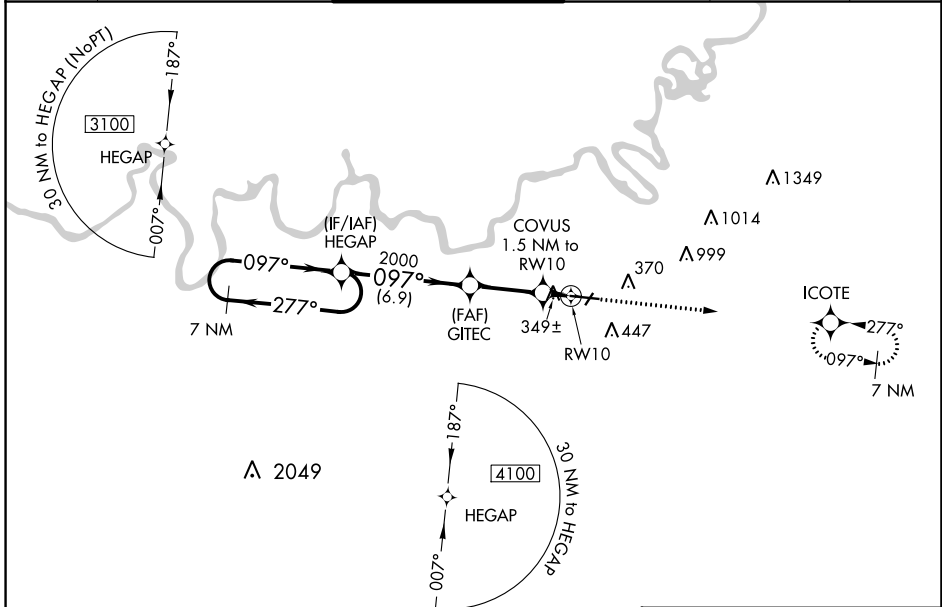 30 NM to HEGAP (NoPT)
187°
3100
HEGAP
007°
1349
1014
999
370
(IF/IAF)
HEGAP
COVUS
1.5 NM to
RW10
097°
2000
097°
(6.9)
277°
7 NM
(FAF)
GITEC
349±
447
RW10
ICOTE
277°
097°
7 NM
187°
30 NM to HEGAP
4100
HEGAP
007°
2049